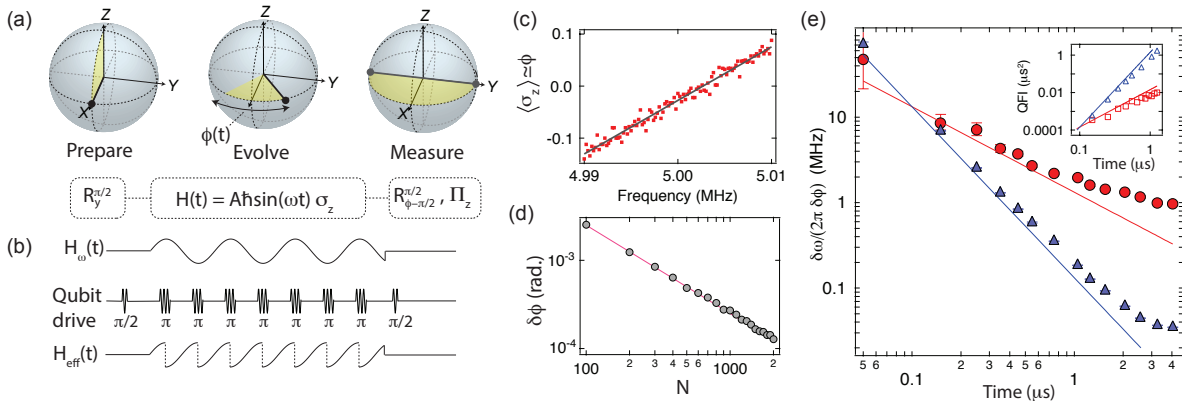 (a)
Z
Y
X
Prepare
Z
Y
ϕ(t)
Evolve
Z
Y
X
Measure
R_y^{π/2}
H(t) = Aħsin(ωt) σ_z
R_{ϕ−π/2}^{π/2} , Π_z
(b)
H_ω(t)
Qubit
drive
π/2 π π π π π π π π π/2
H_eff(t)
(c)
⟨σ_z⟩≃ϕ
0.1
0.0
-0.1
4.99 5.00 5.01
Frequency (MHz)
(d)
δϕ (rad.)
10^-3
10^-4
100 2 3 4 5 6 1000 2
N
(e)
δω/(2π δϕ) (MHz)
10
1
0.1
5 6 0.1 2 4 6 1 2 4
Time (μs)
QFI (μs²)
1
0.01
0.0001
0.1 1
Time (μs)